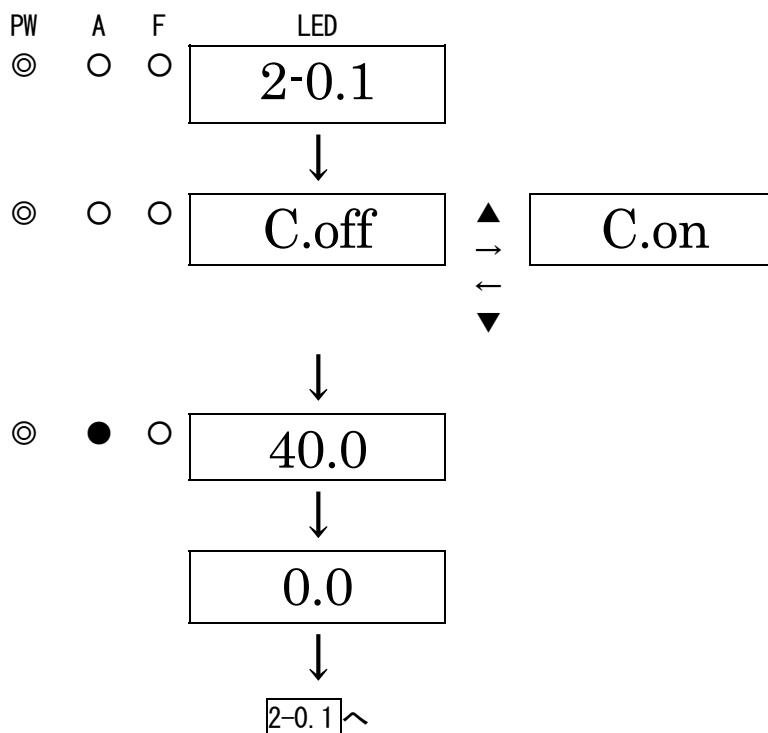 PW A F LED
◎ ○ ○ 2-0.1
↓
◎ ○ ○ C.off ▲ C.on
→
←
▼
↓
◎ ● ○ 40.0
↓
0.0
↓
2-0.1へ